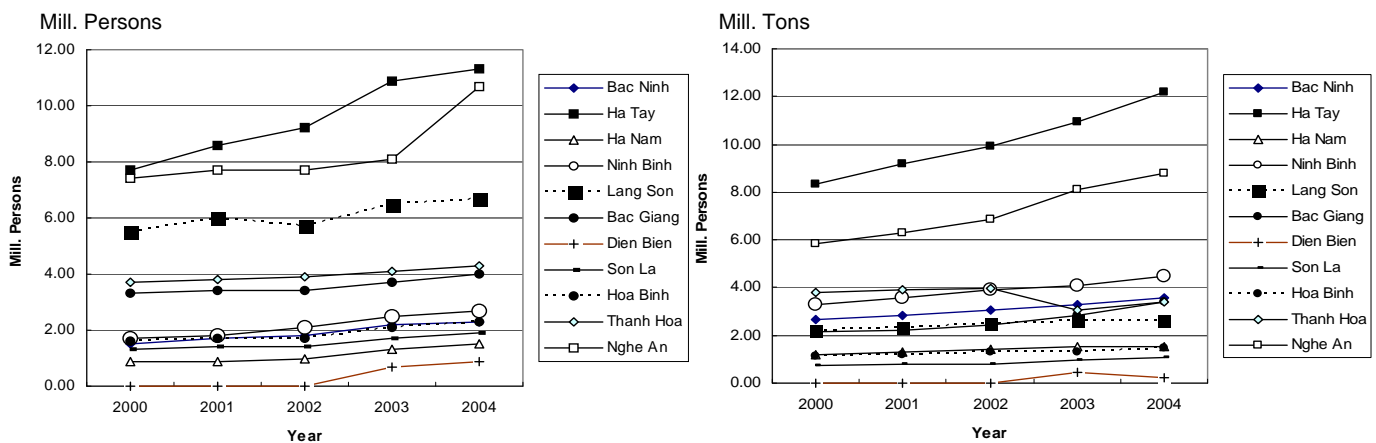 Mill. Persons
12.00
10.00
8.00
6.00
4.00
2.00
0.00
Mill. Persons
2000 2001 2002 2003 2004
Year
Bac Ninh
Ha Tay
Ha Nam
Ninh Binh
Lang Son
Bac Giang
Dien Bien
Son La
Hoa Binh
Thanh Hoa
Nghe An
Mill. Tons
14.00
12.00
10.00
8.00
6.00
4.00
2.00
0.00
Mill. Persons
2000 2001 2002 2003 2004
Year
Bac Ninh
Ha Tay
Ha Nam
Ninh Binh
Lang Son
Bac Giang
Dien Bien
Son La
Hoa Binh
Thanh Hoa
Nghe An